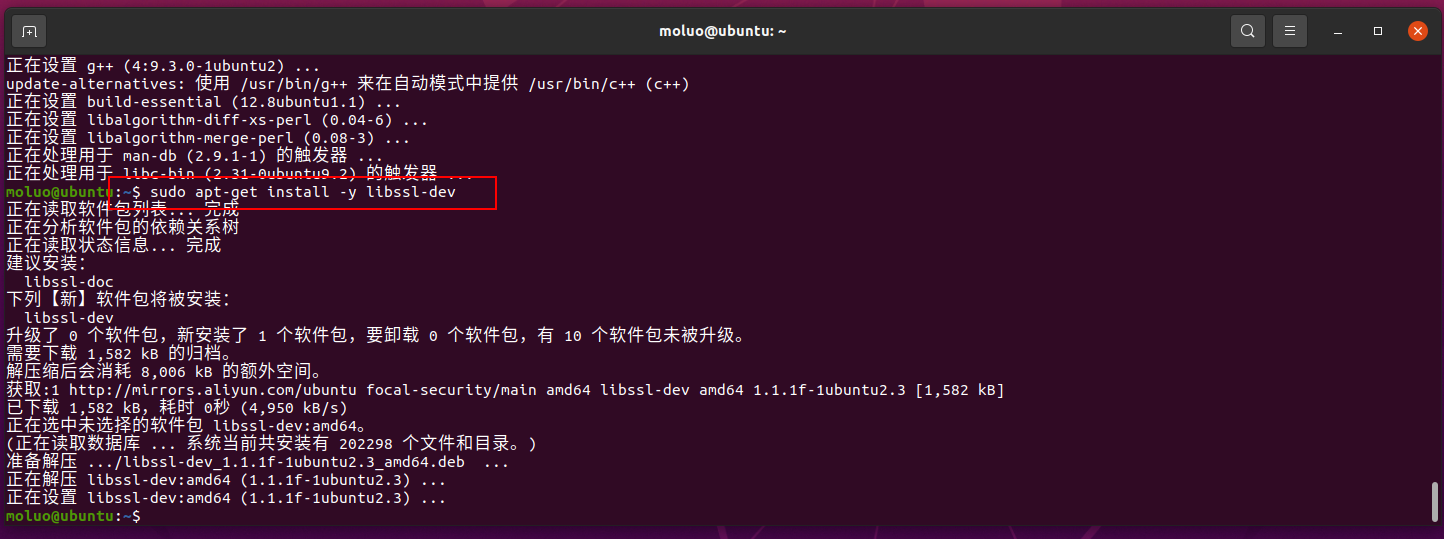 moluo@ubuntu: ~
正在设置 g++ (4:9.3.0-1ubuntu2) ...
update-alternatives: 使用 /usr/bin/g++ 来在自动模式中提供 /usr/bin/c++ (c++)
正在设置 build-essential (12.8ubuntu1.1) ...
正在设置 libalgorithm-diff-xs-perl (0.04-6) ...
正在设置 libalgorithm-merge-perl (0.08-3) ...
正在处理用于 man-db (2.9.1-1) 的触发器 ...
正在处理用于 libc-bin (2.31-0ubuntu9.2) 的触发器 ...
moluo@ubuntu:~$ sudo apt-get install -y libssl-dev
正在读取软件包列表... 完成
正在分析软件包的依赖关系树
正在读取状态信息... 完成
建议安装：
  libssl-doc
下列【新】软件包将被安装：
  libssl-dev
升级了 0 个软件包，新安装了 1 个软件包，要卸载 0 个软件包，有 10 个软件包未被升级。
需要下载 1,582 kB 的归档。
解压缩后会消耗 8,006 kB 的额外空间。
获取:1 http://mirrors.aliyun.com/ubuntu focal-security/main amd64 libssl-dev amd64 1.1.1f-1ubuntu2.3 [1,582 kB]
已下载 1,582 kB，耗时 0秒 (4,950 kB/s)
正在选中未选择的软件包 libssl-dev:amd64。
(正在读取数据库 ... 系统当前共安装有 202298 个文件和目录。)
准备解压 .../libssl-dev_1.1.1f-1ubuntu2.3_amd64.deb  ...
正在解压 libssl-dev:amd64 (1.1.1f-1ubuntu2.3) ...
正在设置 libssl-dev:amd64 (1.1.1f-1ubuntu2.3) ...
moluo@ubuntu:~$